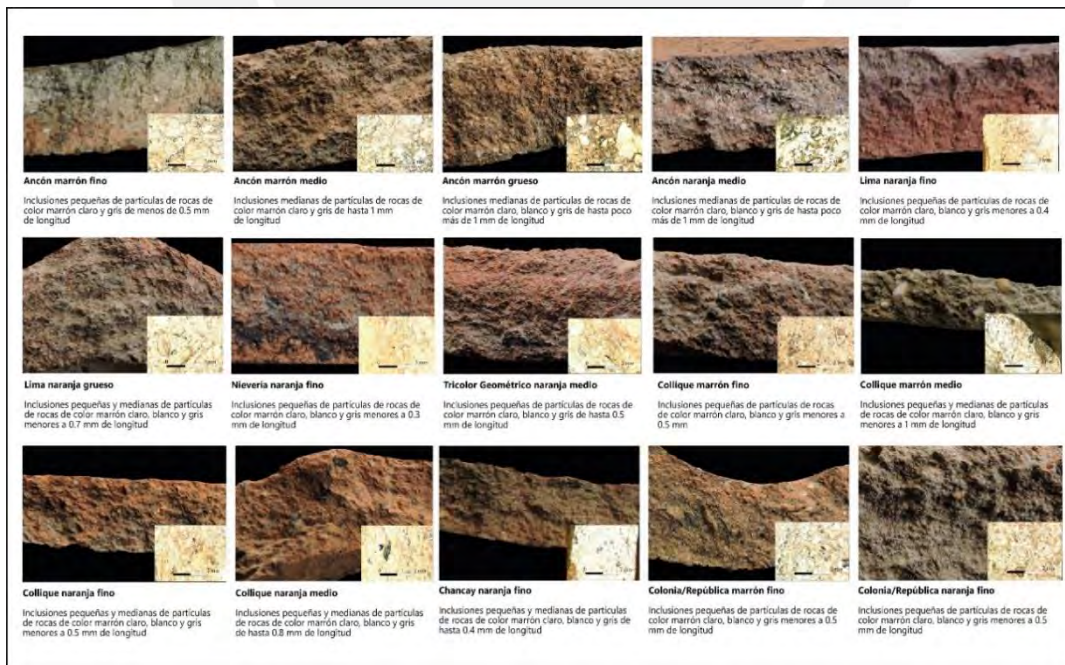 Ancón marrón fino
Inclusiones pequeñas de partículas de rocas de
color marrón claro y gris de menos de 0.5 mm
de longitud
Ancón marrón medio
Inclusiones medianas de partículas de rocas de
color marrón claro y gris de hasta 1 mm
de longitud
Ancón marrón grueso
Inclusiones medianas de partículas de rocas de
color marrón claro, blanco y gris de hasta poco
más de 1 mm de longitud
Ancón naranja medio
Inclusiones medianas de partículas de rocas de
color marrón claro, blanco y gris de hasta poco
más de 1 mm de longitud
Lima naranja fino
Inclusiones pequeñas de partículas de rocas de
color marrón claro, blanco y gris menores a 0.4
mm de longitud
Lima naranja grueso
Inclusiones pequeñas y medianas de partículas
de rocas de color marrón claro, blanco y gris
menores a 0.7 mm de longitud
Nievería naranja fino
Inclusiones pequeñas de partículas de rocas de
color marrón claro, blanco y gris menores a 0.3
mm de longitud
Tricolor Geométrico naranja medio
Inclusiones pequeñas de partículas de rocas de
color marrón claro, blanco y gris de hasta 0.5
mm de longitud
Collique marrón fino
Inclusiones pequeñas de partículas de rocas
de color marrón claro, blanco y gris menores a
0.5 mm
Collique marrón medio
Inclusiones pequeñas y medianas de partículas
de rocas de color marrón claro, blanco y gris
menores a 1 mm de longitud
Collique naranja fino
Inclusiones pequeñas y medianas de partículas
de rocas de color marrón claro, blanco y gris
menores a 0.5 mm de longitud
Collique naranja medio
Inclusiones pequeñas y medianas de partículas
de rocas de color marrón claro, blanco y gris
de hasta 0.8 mm de longitud
Chancay naranja fino
Inclusiones pequeñas y medianas de partículas
de rocas de color marrón claro, blanco y gris de
hasta 0.4 mm de longitud
Colonia/República marrón fino
Inclusiones pequeñas de partículas de rocas de
color marrón claro, blanco y gris menores a 0.5
mm de longitud
Colonia/República naranja fino
Inclusiones pequeñas de partículas de rocas de
color marrón claro, blanco y gris menores a 0.5
mm de longitud